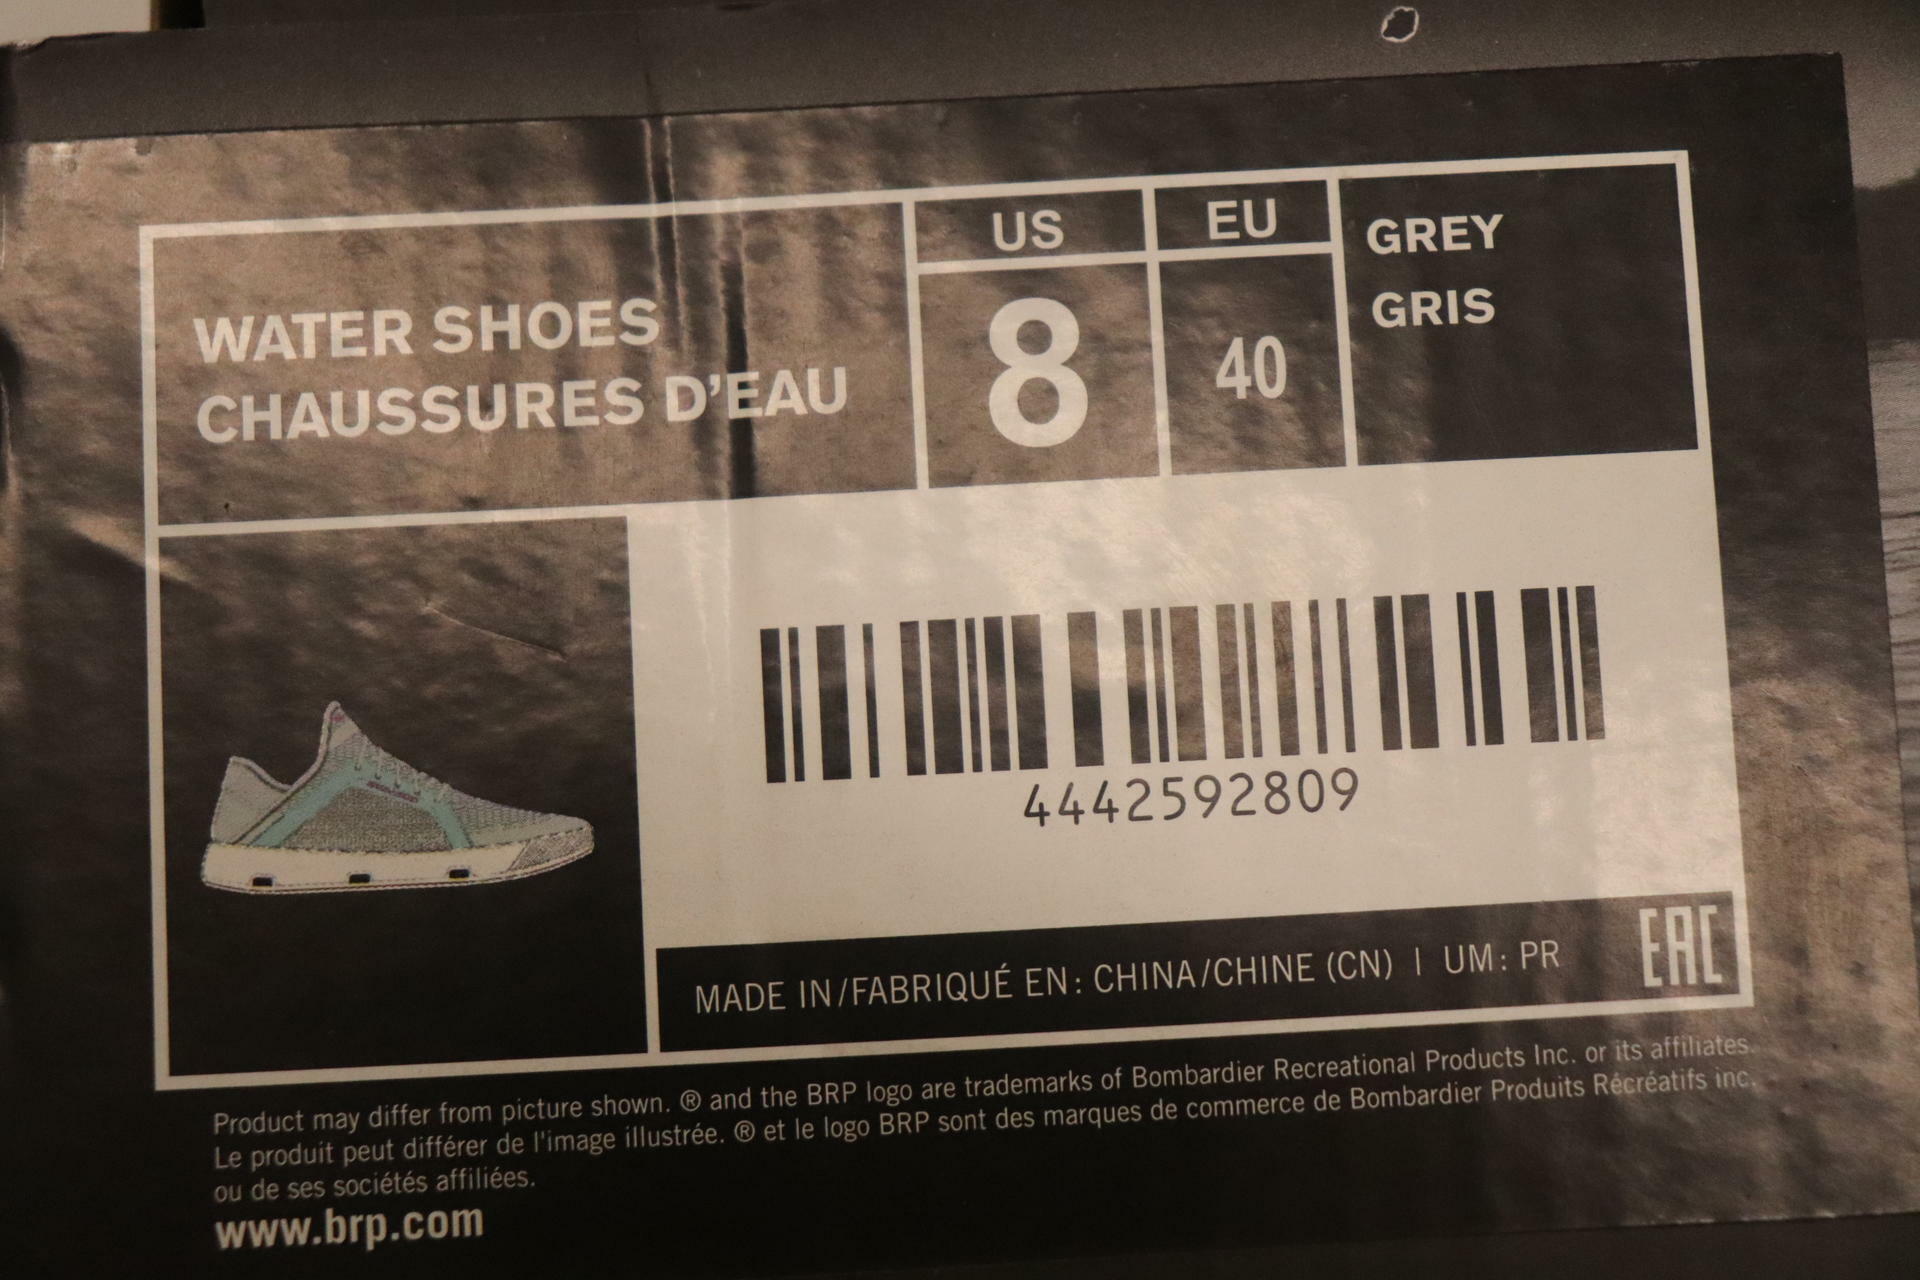 WATER SHOES
CHAUSSURES D'EAU
US
8
EU
40
GREY
GRIS
4442592809
MADE IN/FABRIQUÉ EN: CHINA/CHINE (CN) | UM: PR
EAC
Product may differ from picture shown. ® and the BRP logo are trademarks of Bombardier Recreational Products Inc. or its affiliates.
Le produit peut différer de l'image illustrée. ® et le logo BRP sont des marques de commerce de Bombardier Produits Récréatifs inc.
ou de ses sociétés affiliées.
www.brp.com